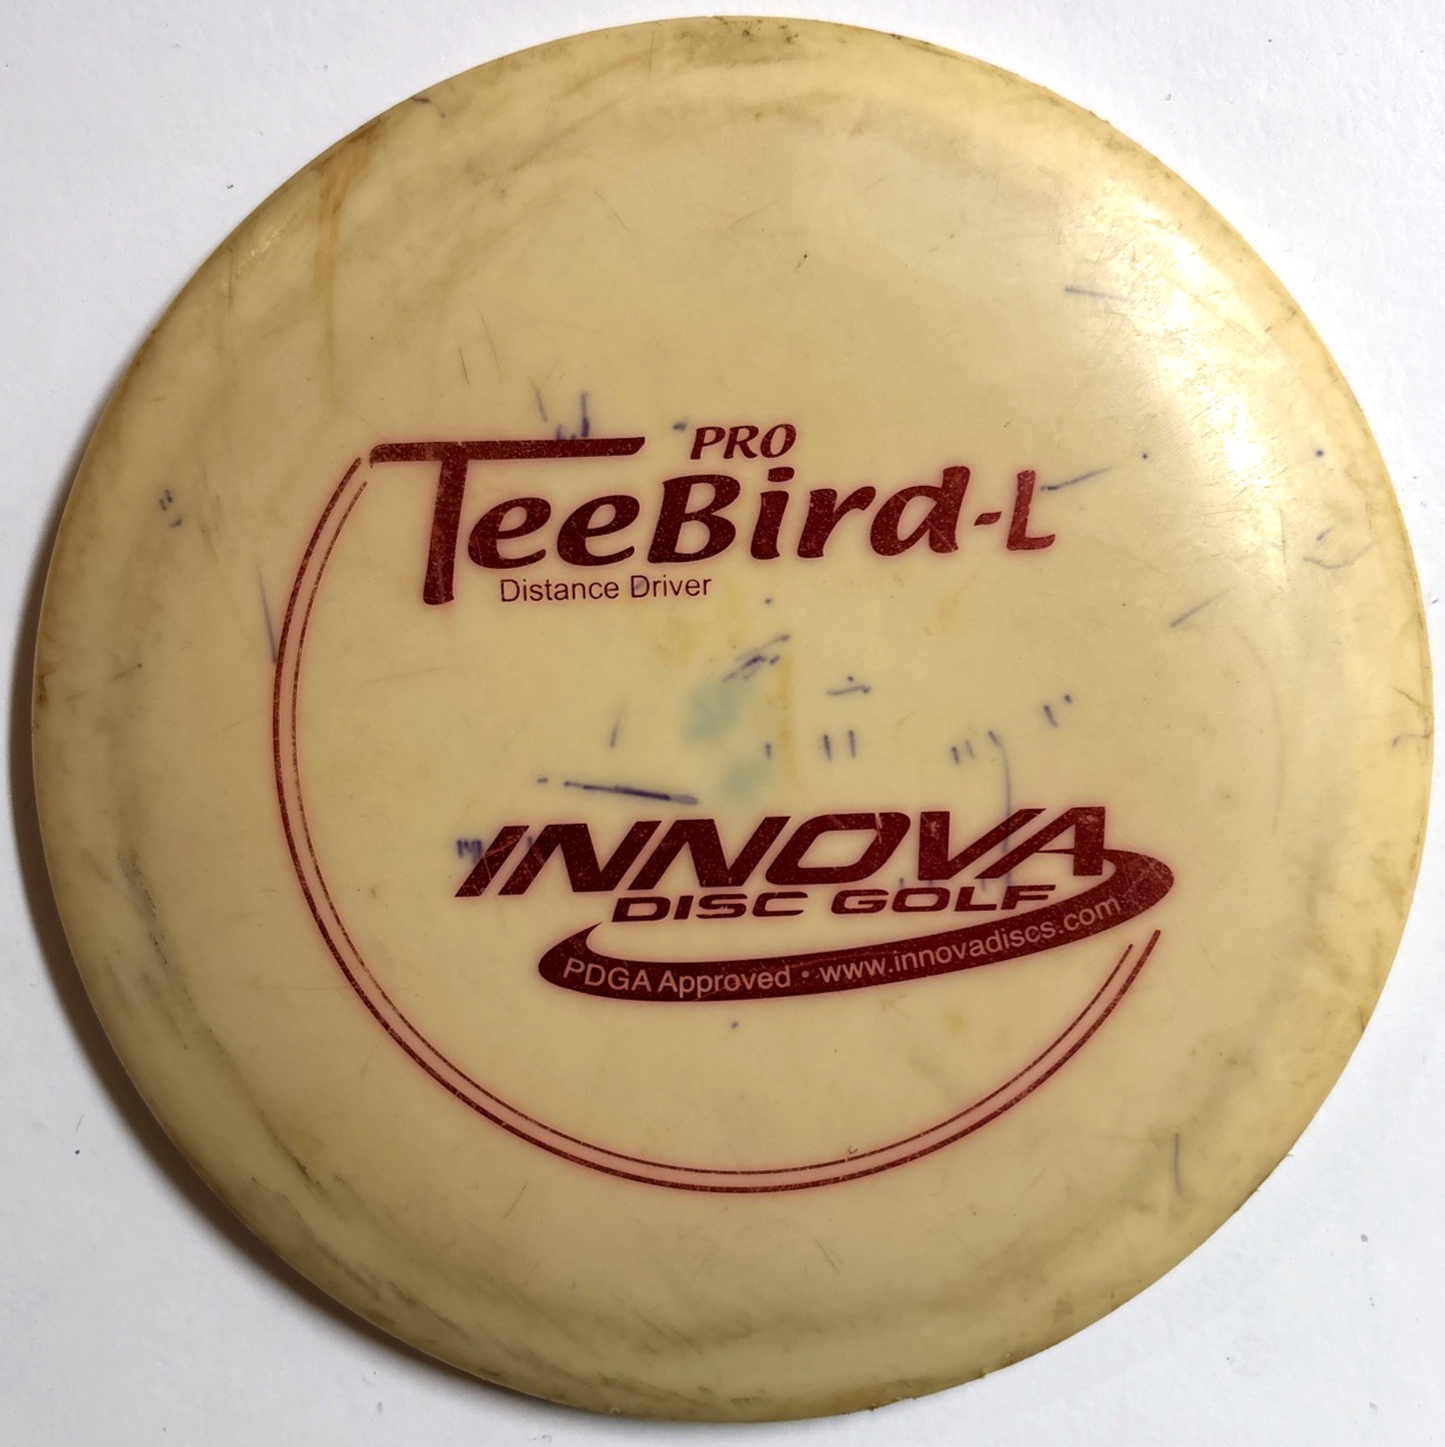 PRO
TeeBird-L
Distance Driver
INNOVA
DISC GOLF
PDGA Approved • www.innovadiscs.com